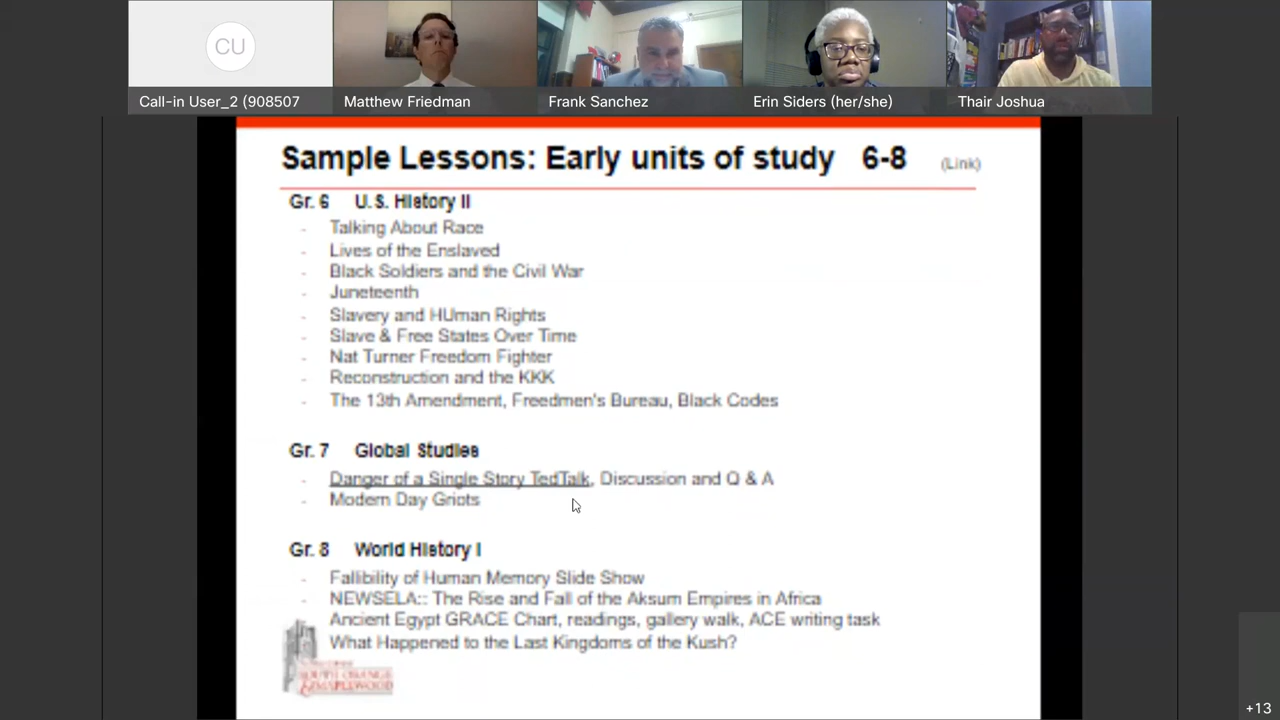 CU
Call-in User_2 (908507
Matthew Friedman
Frank Sanchez
Erin Siders (her/she)
Thair Joshua
Sample Lessons: Early units of study 6-8 (Link)
Gr. 6 U.S. History II
- Talking About Race
- Lives of the Enslaved
- Black Soldiers and the Civil War
- Juneteenth
- Slavery and HUman Rights
- Slave & Free States Over Time
- Nat Turner Freedom Fighter
- Reconstruction and the KKK
- The 13th Amendment, Freedmen's Bureau, Black Codes
Gr. 7 Global Studies
- Danger of a Single Story TedTalk, Discussion and Q & A
- Modern Day Griots
Gr. 8 World History I
- Fallibility of Human Memory Slide Show
- NEWSELA:: The Rise and Fall of the Aksum Empires in Africa
Ancient Egypt GRACE Chart, readings, gallery walk, ACE writing task
What Happened to the Last Kingdoms of the Kush?
SOUTH ORANGE
& MAPLEWOOD
+13